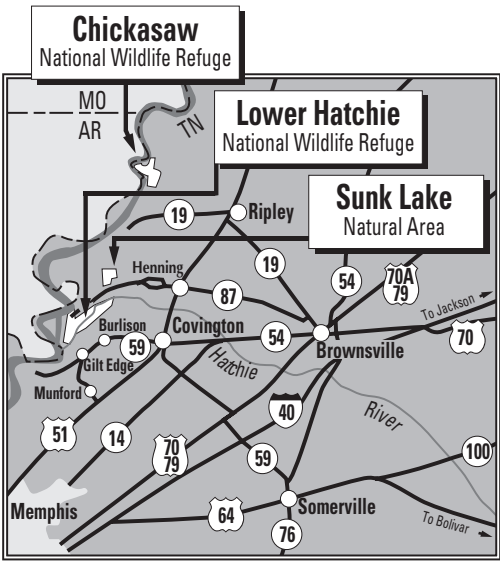 Chickasaw
National Wildlife Refuge
MO
AR
TN
Lower Hatchie
National Wildlife Refuge
Sunk Lake
Natural Area
19
Ripley
Henning
19
54
70A
79
87
To Jackson
Burlison
59
Covington
54
70
Gilt Edge
Hatchie
Brownsville
Munford
40
River
51
14
70
79
59
100
Memphis
64
Somerville
76
To Bolivar